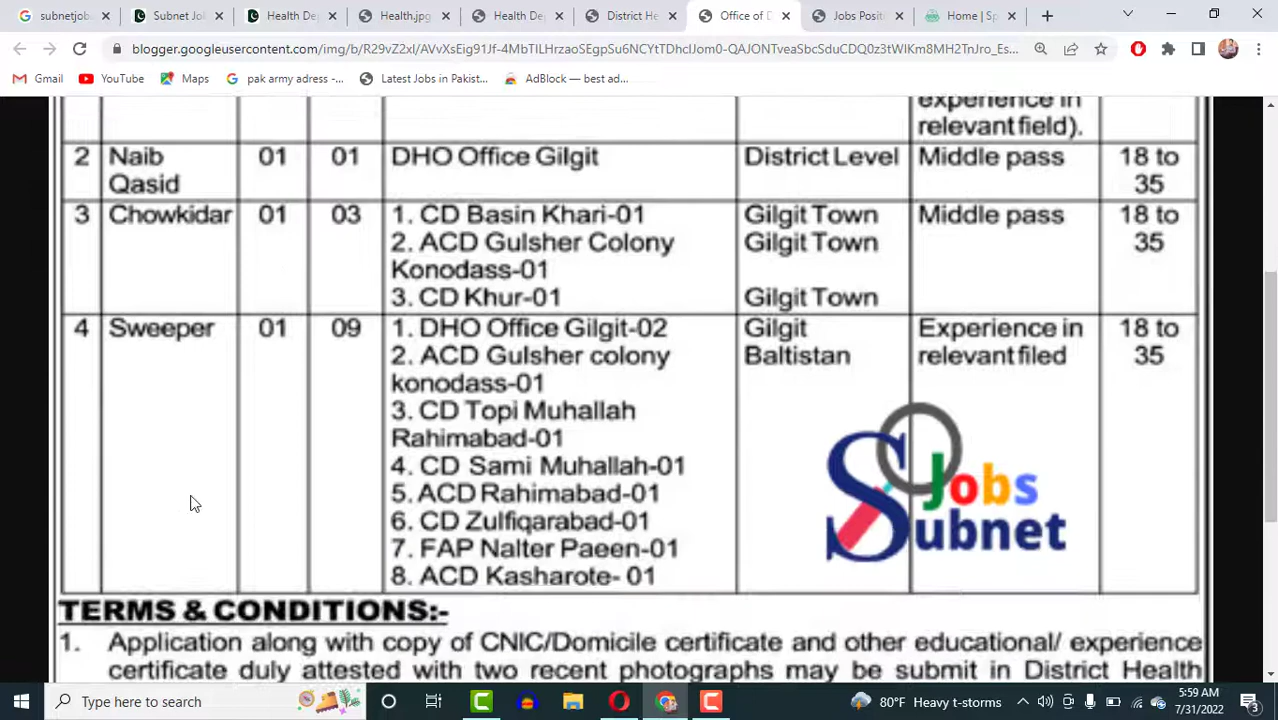 subnetjob
Subnet Jo
Health De
Health.jpg
Health De
District He
Office of D
Jobs Posit
Home | Sp
blogger.googleusercontent.com/img/b/R29vZ2xl/AVvXsEig91Jf-4MbTILHrzaoSEgpSu6NCYtTDhcIJom0-QAJONTveaSbcSduCDQ0z3tWlKm8MH2TnJro_Es...
Gmail
YouTube
Maps
pak army adress -...
Latest Jobs in Pakist...
AdBlock — best ad...
experience in
relevant field).
2 Naib 01 01 DHO Office Gilgit District Level Middle pass 18 to
Qasid 35
3 Chowkidar 01 03 1. CD Basin Khari-01 Gilgit Town Middle pass 18 to
2. ACD Gulsher Colony Gilgit Town 35
Konodass-01
3. CD Khur-01 Gilgit Town
4 Sweeper 01 09 1. DHO Office Gilgit-02 Gilgit Experience in 18 to
2. ACD Gulsher colony Baltistan relevant filed 35
konodass-01
3. CD Topi Muhallah
Rahimabad-01
4. CD Sami Muhallah-01
5. ACD Rahimabad-01
6. CD Zulfiqarabad-01
7. FAP Nalter Paeen-01
8. ACD Kasharote- 01
Jobs
Subnet
TERMS & CONDITIONS:-
1. Application along with copy of CNIC/Domicile certificate and other educational/ experience
certificate duly attested with two recent photographs may be submit in District Health
Type here to search
80°F Heavy t-storms
5:59 AM
7/31/2022
3